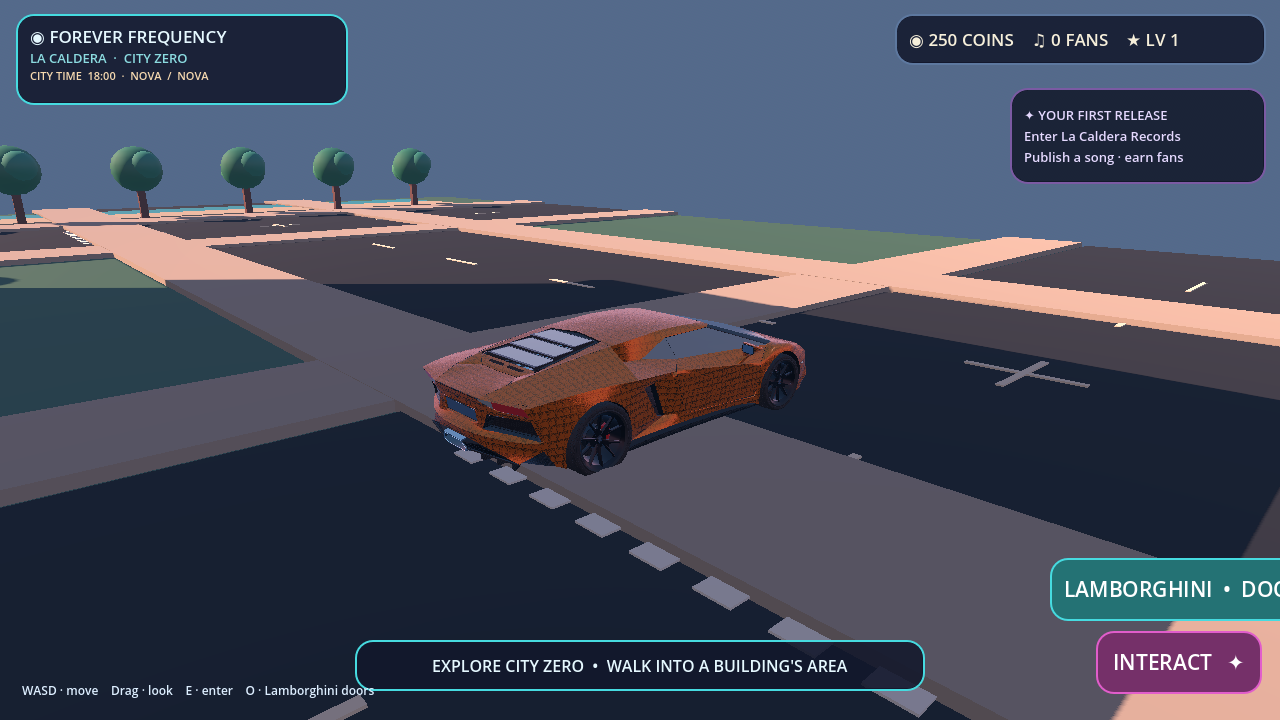 ◉ FOREVER FREQUENCY
LA CALDERA · CITY ZERO
CITY TIME 18:00 · NOVA / NOVA
◉ 250 COINS ♫ 0 FANS ★ LV 1
✦ YOUR FIRST RELEASE
Enter La Caldera Records
Publish a song · earn fans
LAMBORGHINI •
INTERACT ✦
EXPLORE CITY ZERO • WALK INTO A BUILDING'S AREA
WASD · move Drag · look E · enter O · Lamborghini doors